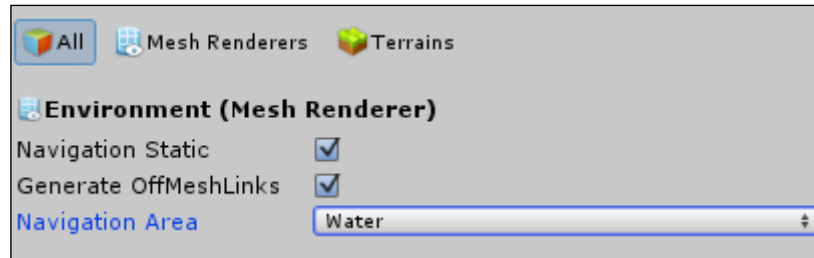 All Mesh Renderers Terrains
Environment (Mesh Renderer)
Navigation Static
Generate OffMeshLinks
Navigation Area Water